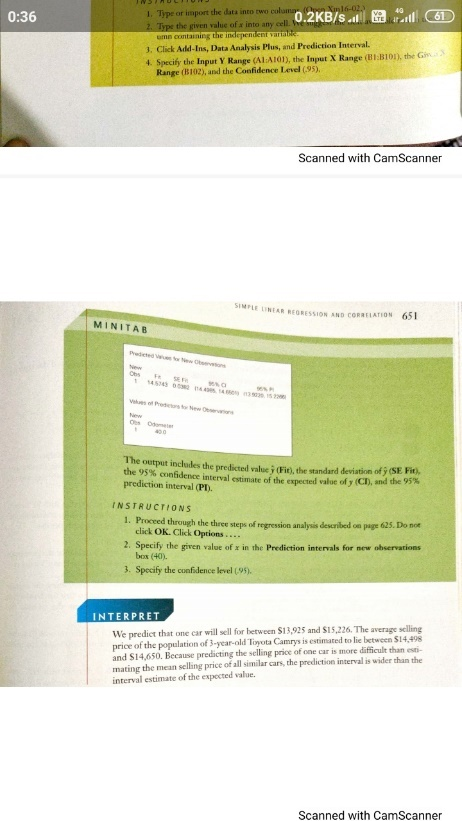 0:36
0.2KB/s
4G
61
INSTRUCTIONS
1. Type or import the data into two columns. (Open Xm16-02.)
2. Type the given value of x into any cell. We suggest the
umn containing the independent variable.
3. Click Add-Ins, Data Analysis Plus, and Prediction Interval.
4. Specify the Input Y Range (A1:A101), the Input X Range (B1:B101), the Given X
Range (B102), and the Confidence Level (.95).
Scanned with CamScanner
SIMPLE LINEAR REGRESSION AND CORRELATION 651
MINITAB
Predicted Values for New Observations
New
Obs Fit SE Fit 95% CI 95% PI
1 14.5743 0.0382 (14.4985, 14.6501) (13.9220, 15.2266)
Values of Predictors for New Observations
New
Obs Odometer
1 40.0
The output includes the predicted value ŷ (Fit), the standard deviation of ŷ (SE Fit),
the 95% confidence interval estimate of the expected value of y (CI), and the 95%
prediction interval (PI).
INSTRUCTIONS
1. Proceed through the three steps of regression analysis described on page 625. Do not
click OK. Click Options . . . .
2. Specify the given value of x in the Prediction intervals for new observations
box (40).
3. Specify the confidence level (.95).
INTERPRET
We predict that one car will sell for between $13,925 and $15,226. The average selling
price of the population of 3-year-old Toyota Camrys is estimated to lie between $14,498
and $14,650. Because predicting the selling price of one car is more difficult than esti-
mating the mean selling price of all similar cars, the prediction interval is wider than the
interval estimate of the expected value.
Scanned with CamScanner